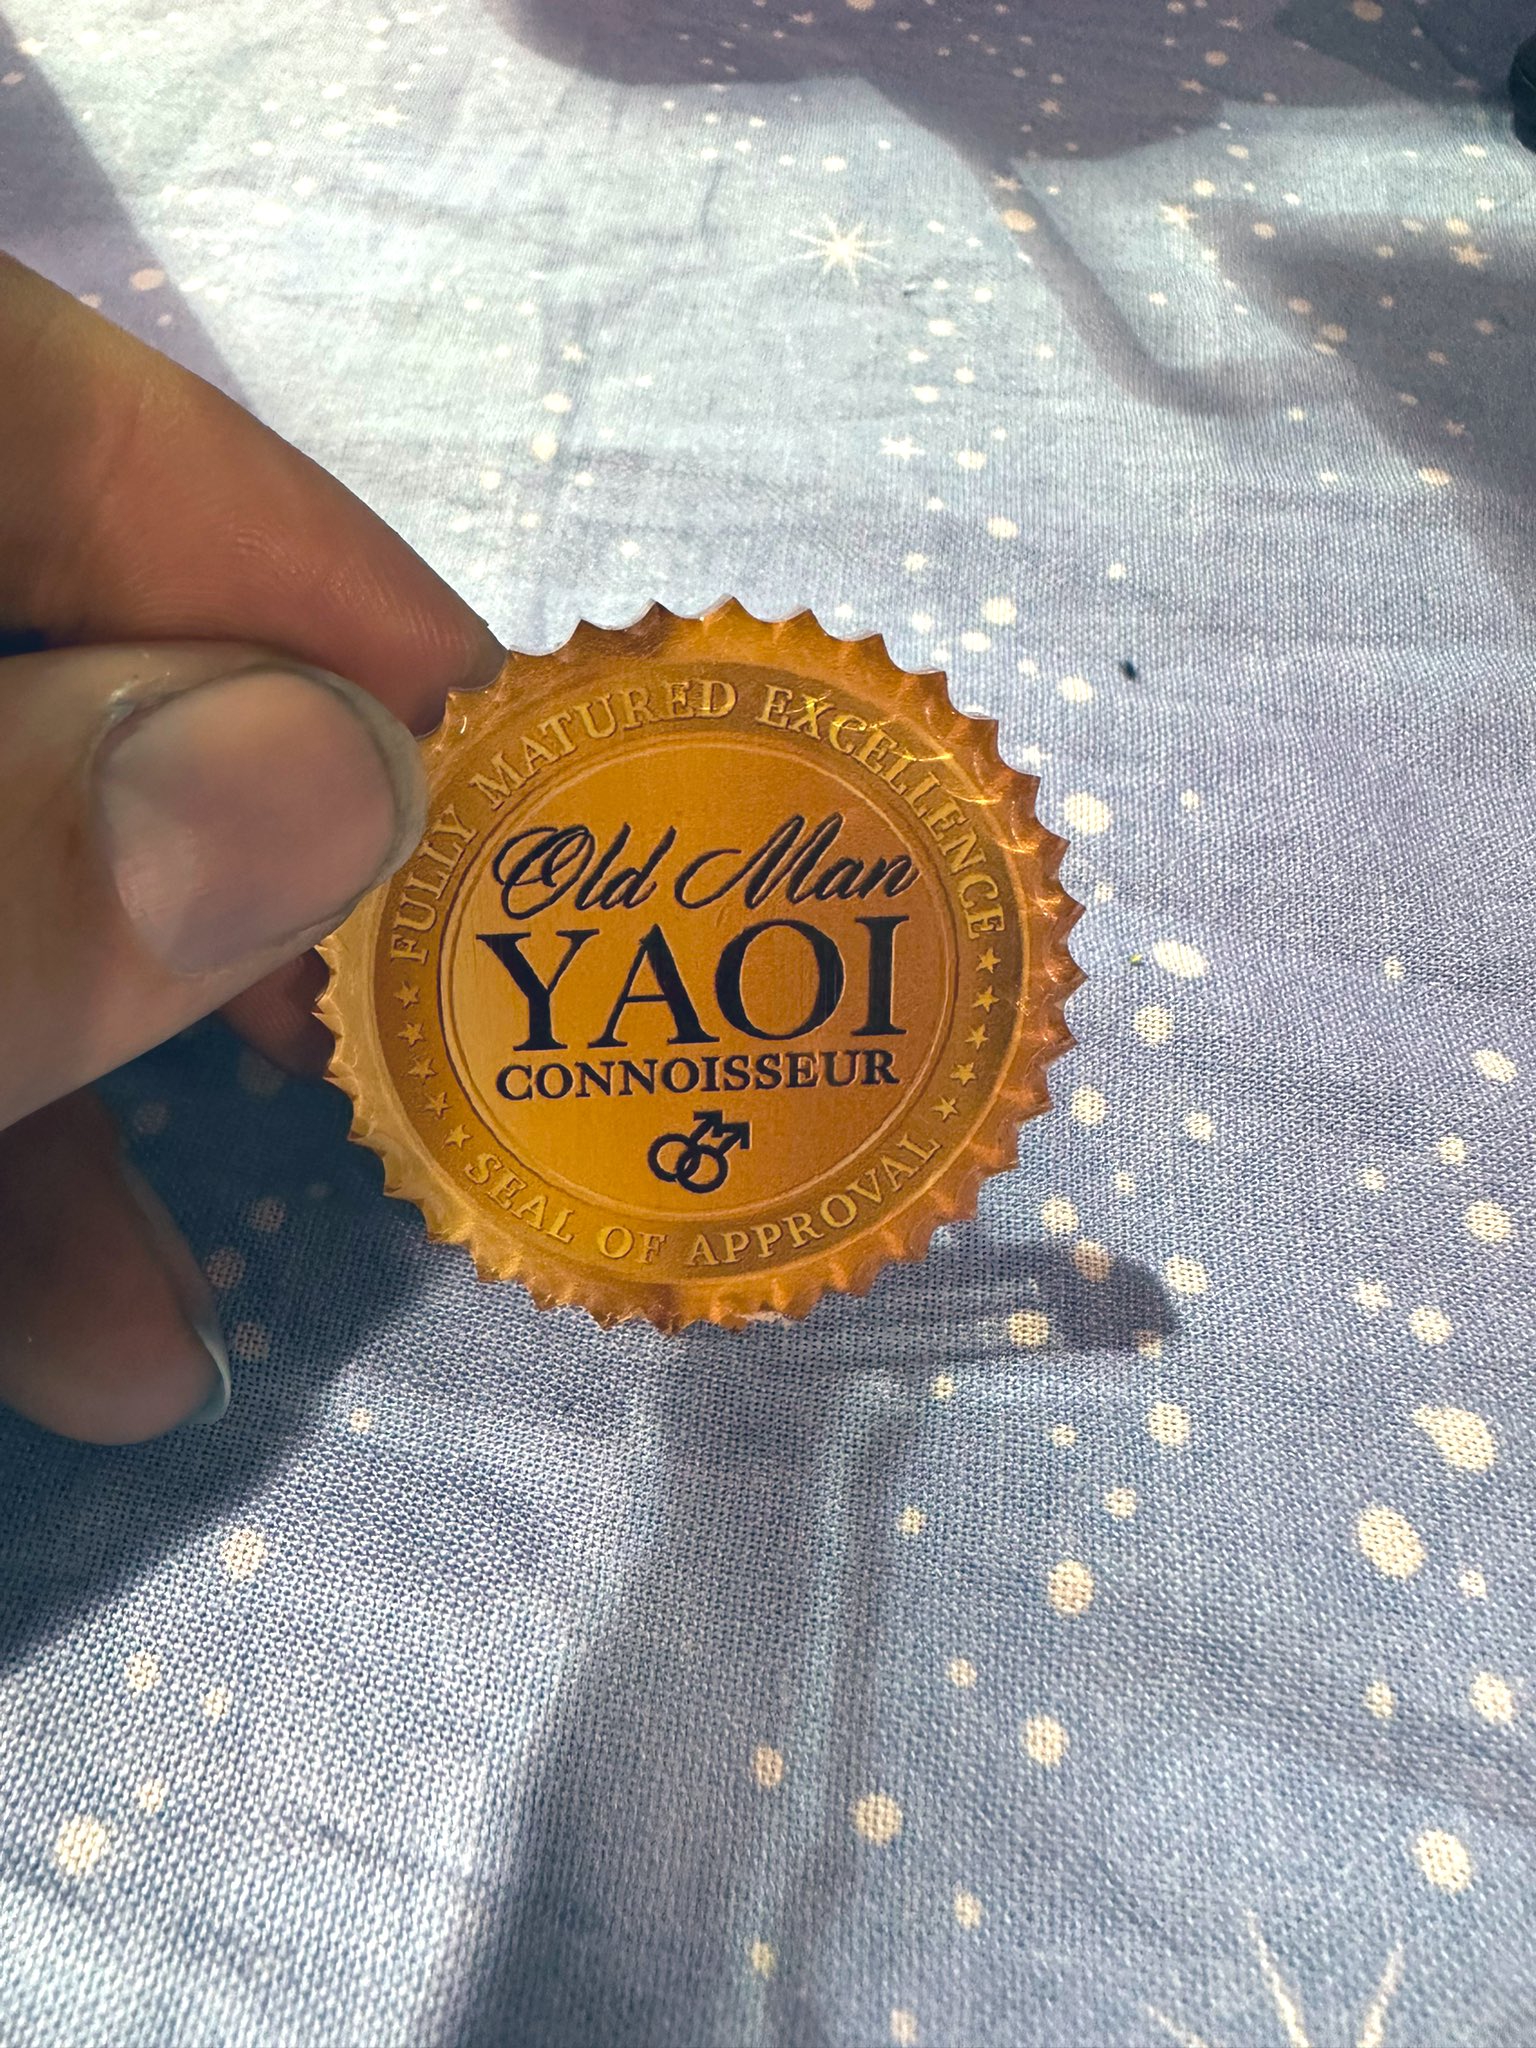 FULLY MATURED EXCELLENCE
Old Man
YAOI
CONNOISSEUR
SEAL OF APPROVAL